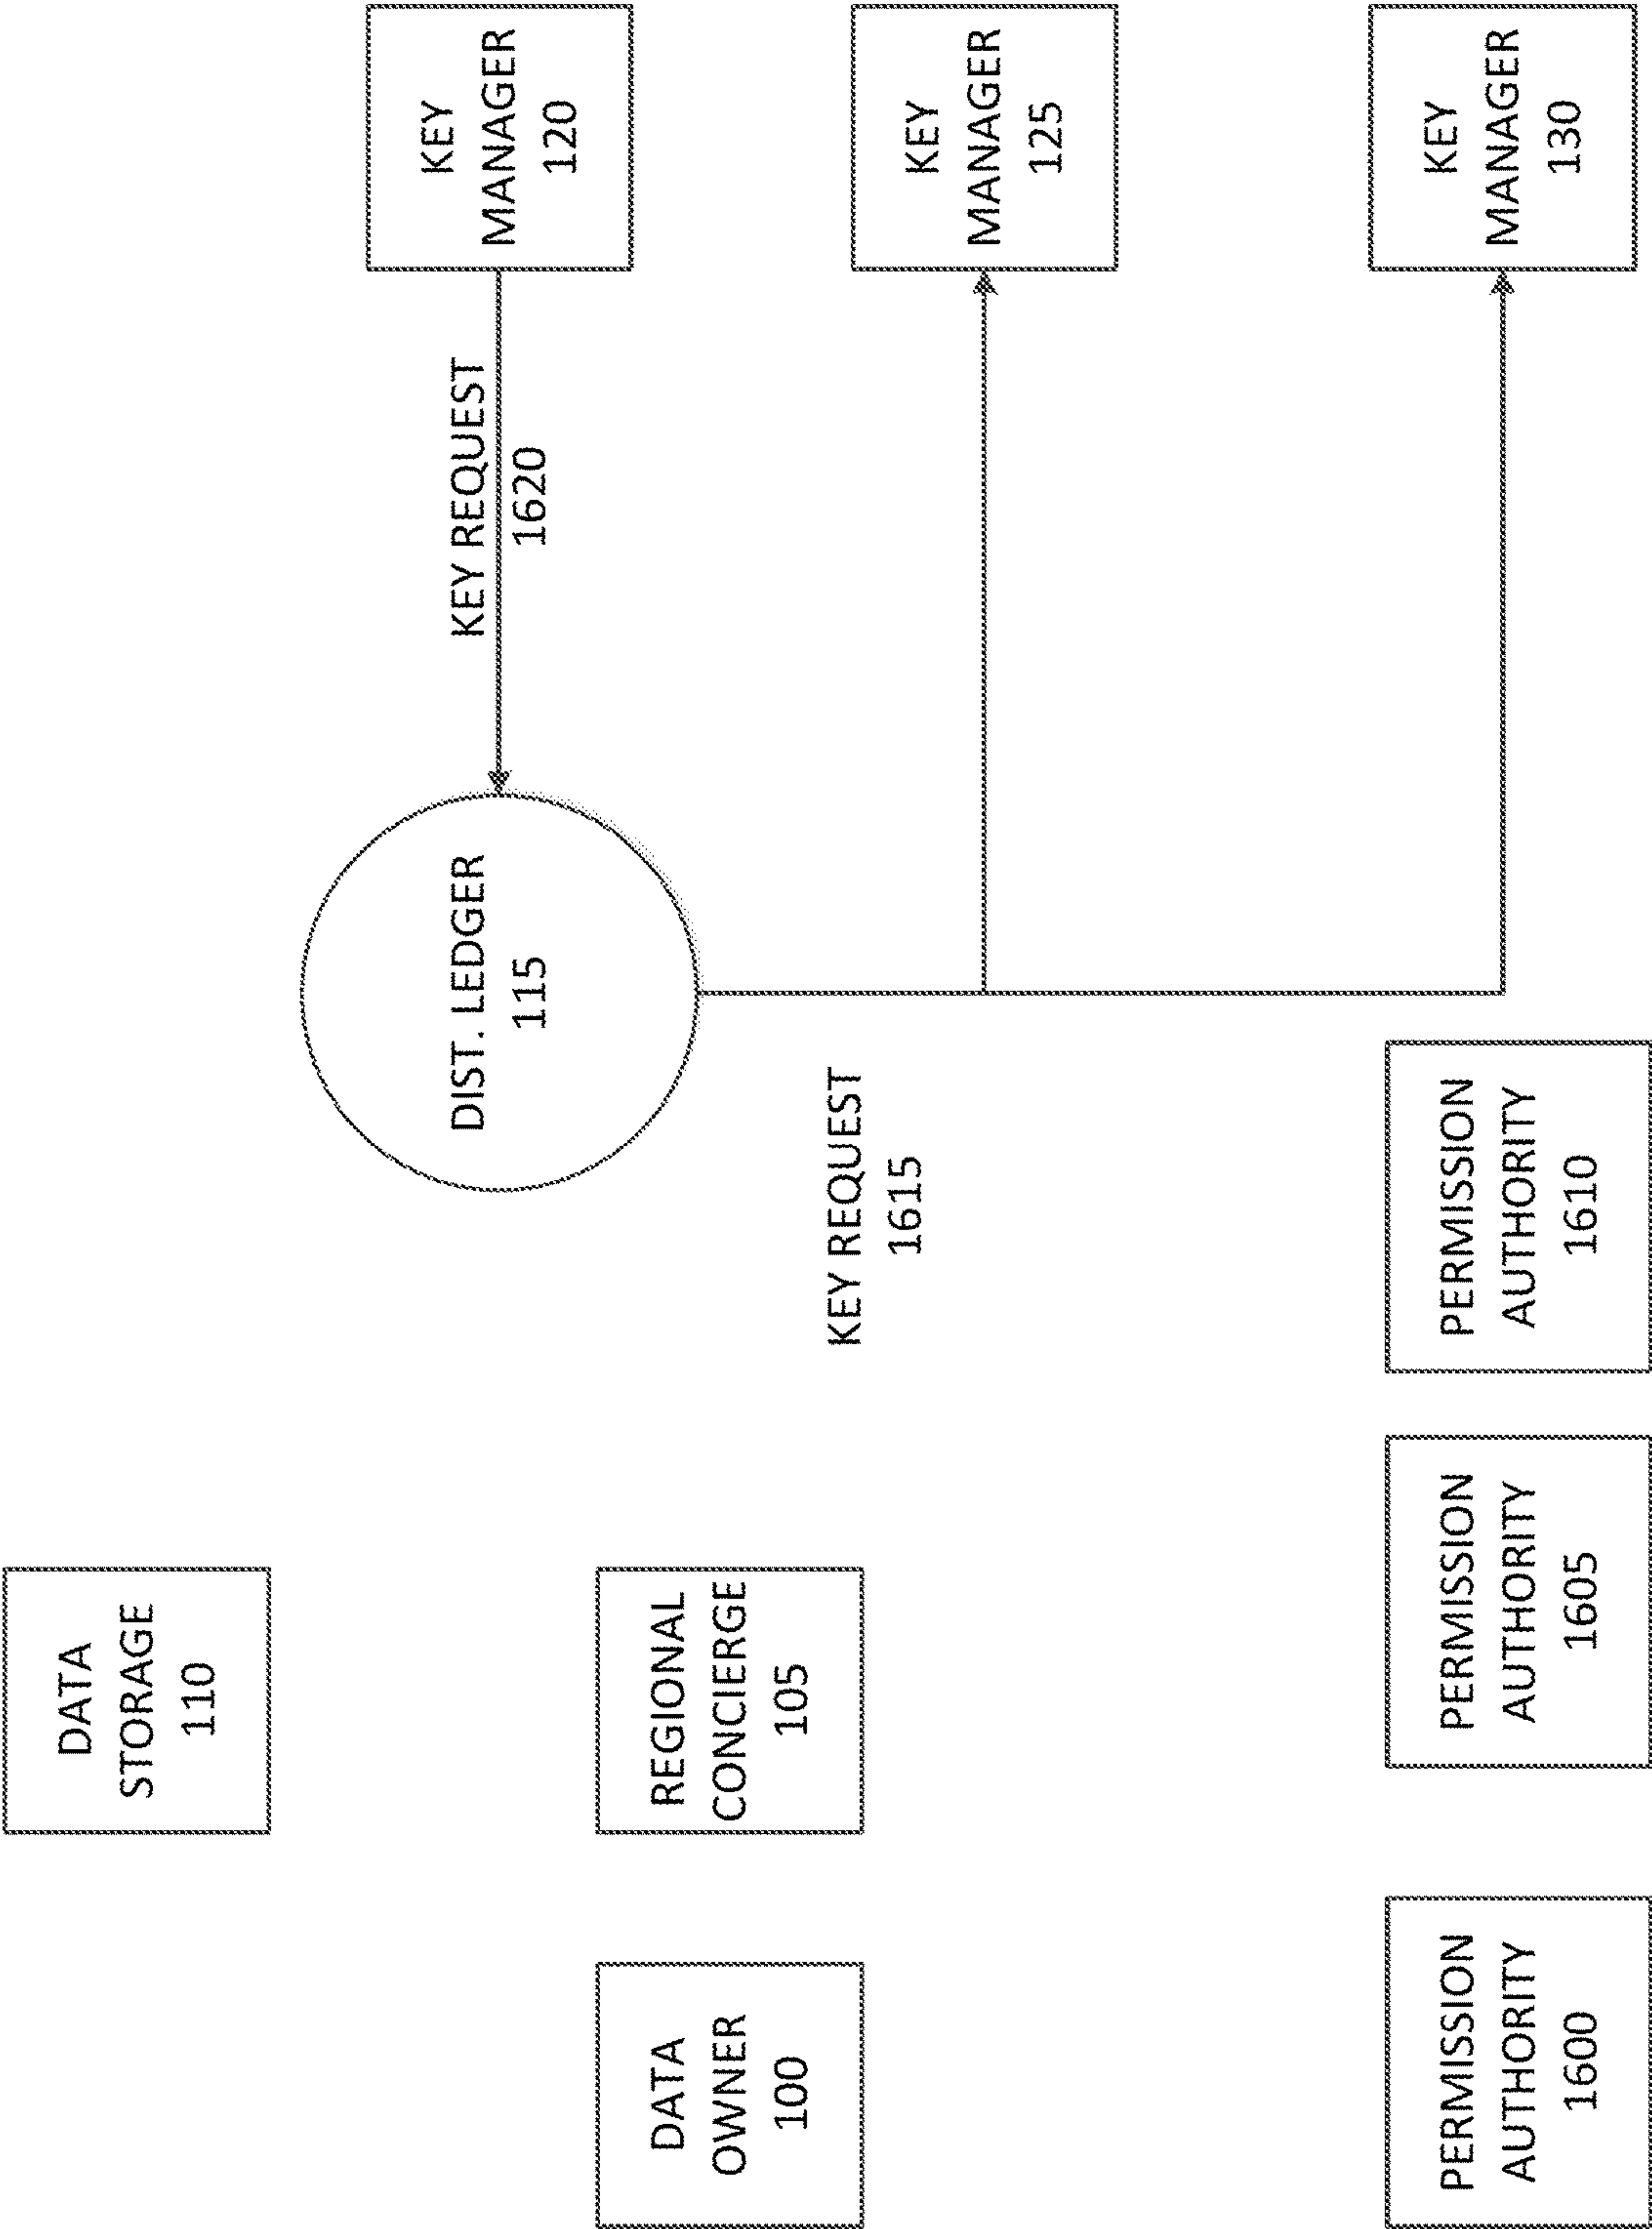 DATA
STORAGE
110
DIST. LEDGER
115
KEY REQUEST
1620
KEY
MANAGER
120
DATA
OWNER
100
REGIONAL
CONCIERGE
105
KEY REQUEST
1615
KEY
MANAGER
125
PERMISSION
AUTHORITY
1600
PERMISSION
AUTHORITY
1605
PERMISSION
AUTHORITY
1610
KEY
MANAGER
130